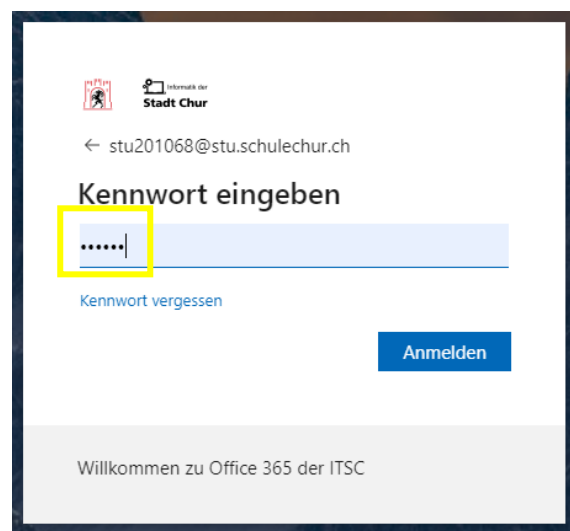 Informatik der
Stadt Chur
← stu201068@stu.schulechur.ch
Kennwort eingeben
••••••
Kennwort vergessen
Anmelden
Willkommen zu Office 365 der ITSC